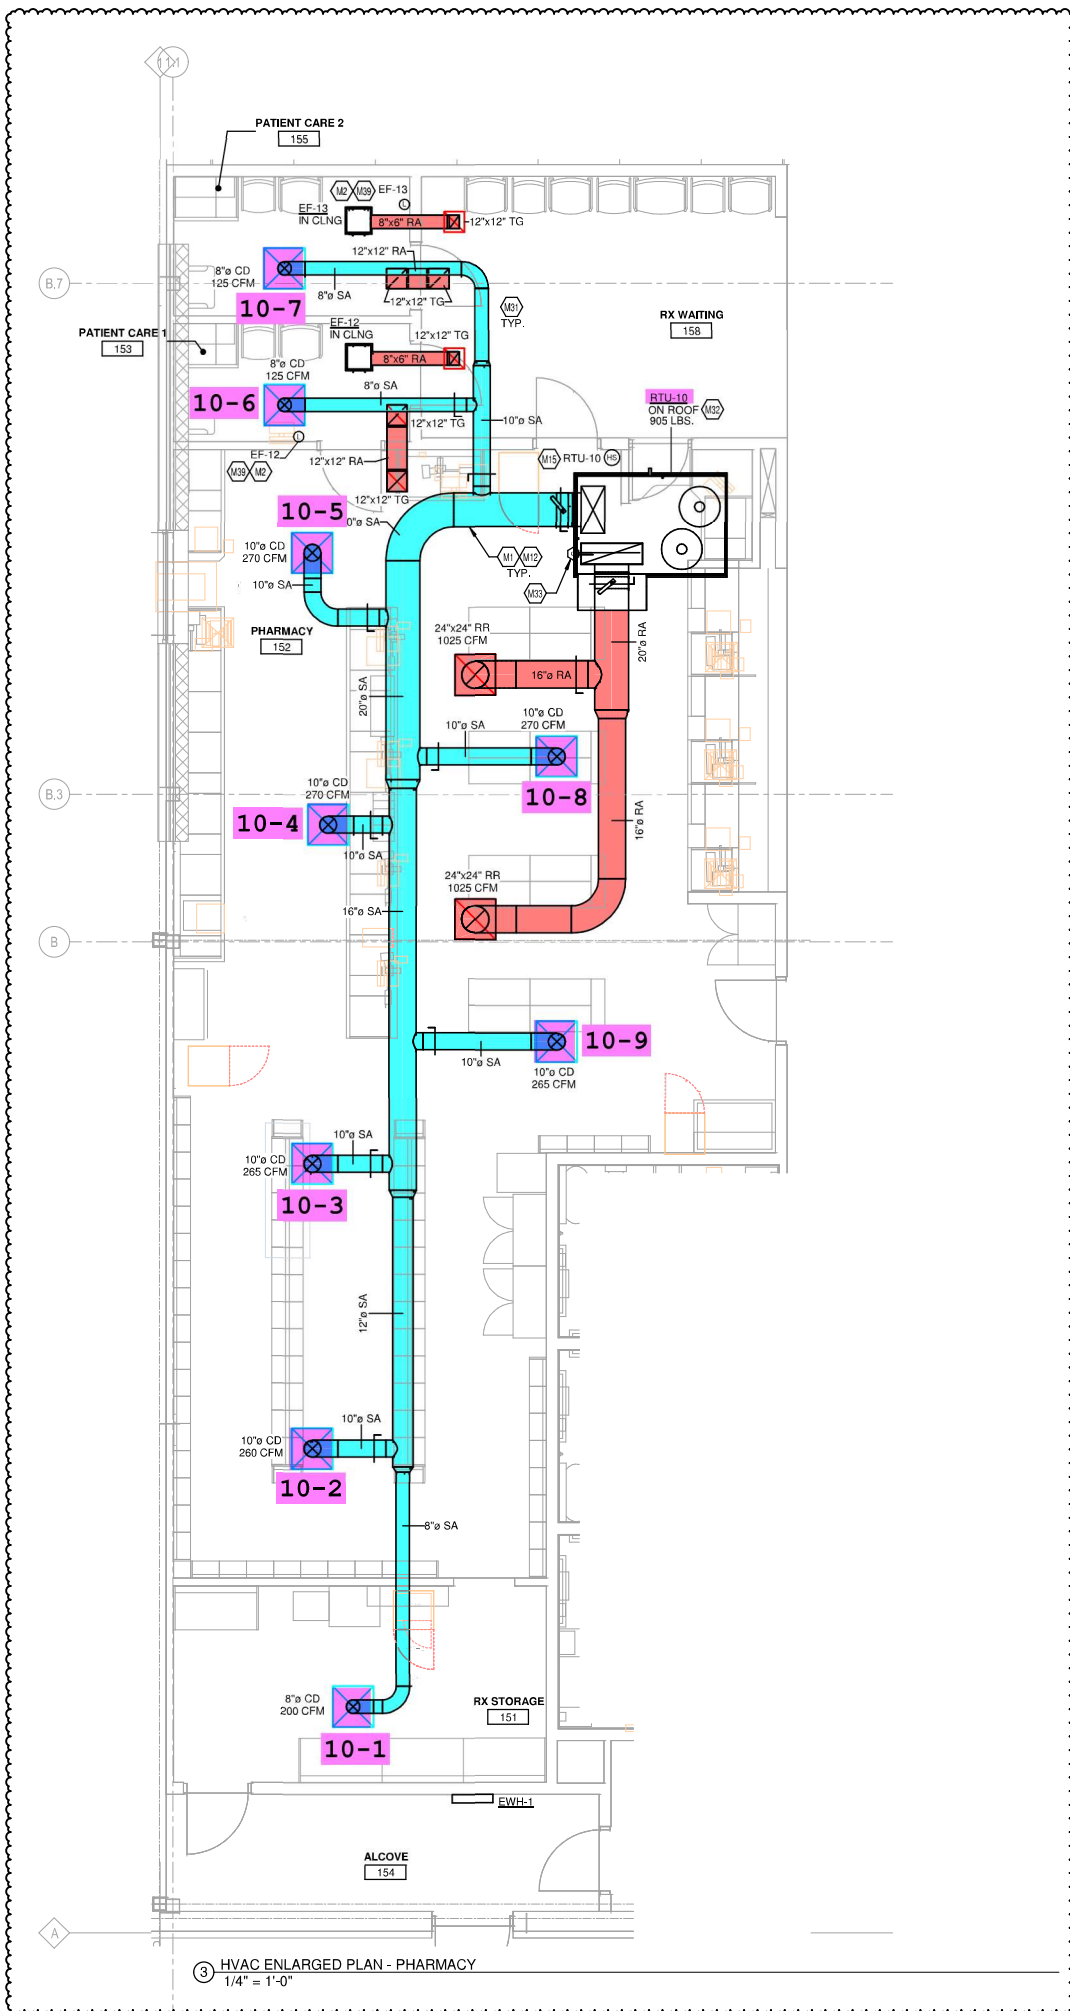 11.1
PATIENT CARE 2
155
M2
M39
EF-13
L
EF-13
IN CLNG
8"x6" RA
12"x12" TG
12"x12" RA
8"ø CD
125 CFM
B.7
8"ø SA
12"x12" TG
10-7
M31
TYP.
RX WAITING
158
PATIENT CARE 1
153
EF-12
IN CLNG
12"x12" TG
8"x6" RA
8"ø CD
125 CFM
8"ø SA
10-6
RTU-10
ON ROOF
905 LBS.
M32
12"x12" TG
10"ø SA
L
EF-12
M39
M2
12"x12" RA
M15
RTU-10
HS
12"x12" TG
10-5
0"ø SA
10"ø CD
270 CFM
10"ø SA
M1
M12
TYP.
M33
PHARMACY
152
24"x24" RR
1025 CFM
20"ø RA
16"ø RA
20"ø SA
10"ø SA
10"ø CD
270 CFM
10-8
B.3
10"ø CD
270 CFM
10-4
10"ø SA
16"ø RA
24"x24" RR
1025 CFM
16"ø SA
B
10-9
10"ø SA
10"ø CD
265 CFM
10"ø SA
10"ø CD
265 CFM
10-3
12"ø SA
10"ø SA
10"ø CD
260 CFM
10-2
8"ø SA
8"ø CD
200 CFM
RX STORAGE
151
10-1
EWH-1
ALCOVE
154
A
3
HVAC ENLARGED PLAN - PHARMACY
1/4" = 1'-0"